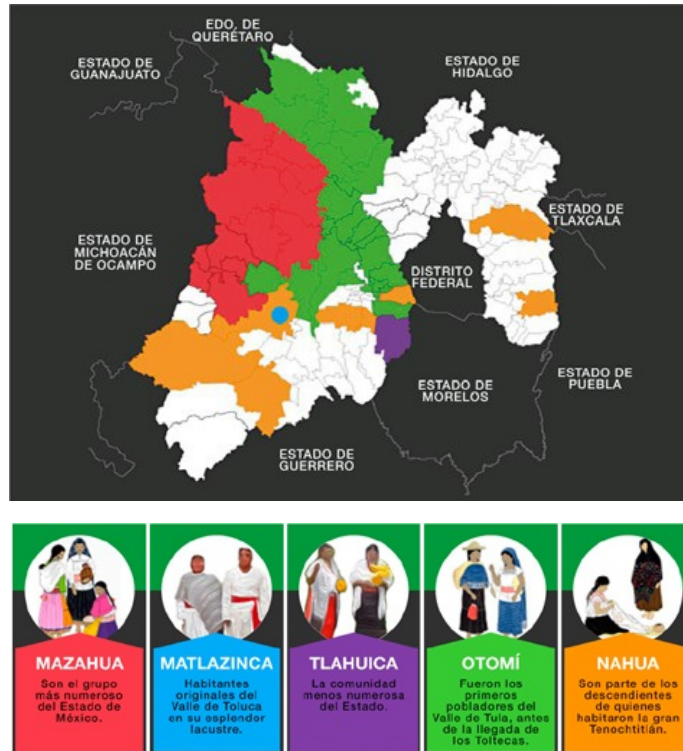 EDO. DE
QUERÉTARO
ESTADO DE
GUANAJUATO
ESTADO DE
HIDALGO
ESTADO DE
TLAXCALA
ESTADO DE
MICHOACÁN
DE OCAMPO
DISTRITO
FEDERAL
ESTADO DE
PUEBLA
ESTADO DE
MORELOS
ESTADO DE
GUERRERO
MAZAHUA
Son el grupo
más numeroso
del Estado de
México.
MATLAZINCA
Habitantes
originales del
Valle de Toluca
en su esplendor
lacustre.
TLAHUICA
La comunidad
menos numerosa
del Estado.
OTOMÍ
Fueron los
primeros
pobladores del
Valle de Tula, antes
de la llegada de
los Toltecas.
NAHUA
Son parte de los
descendientes
de quienes
habitaron la gran
Tenochtitlán.